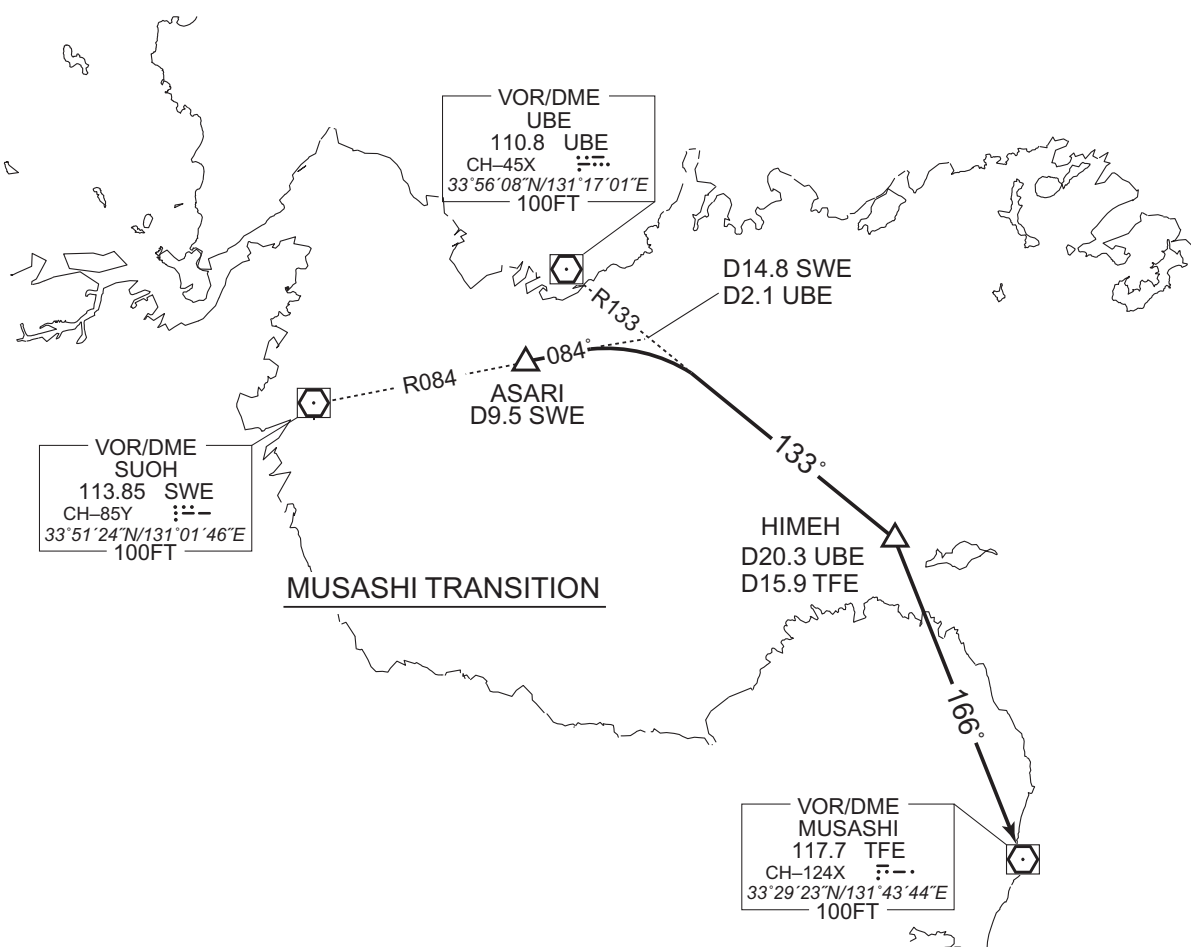 VOR/DME
UBE
110.8 UBE
CH–45X
33°56′08″N/131°17′01″E
100FT
D14.8 SWE
D2.1 UBE
R133
084°
R084
ASARI
D9.5 SWE
VOR/DME
SUOH
113.85 SWE
CH–85Y
33°51′24″N/131°01′46″E
100FT
133°
HIMEH
D20.3 UBE
D15.9 TFE
MUSASHI TRANSITION
166°
VOR/DME
MUSASHI
117.7 TFE
CH–124X
33°29′23″N/131°43′44″E
100FT